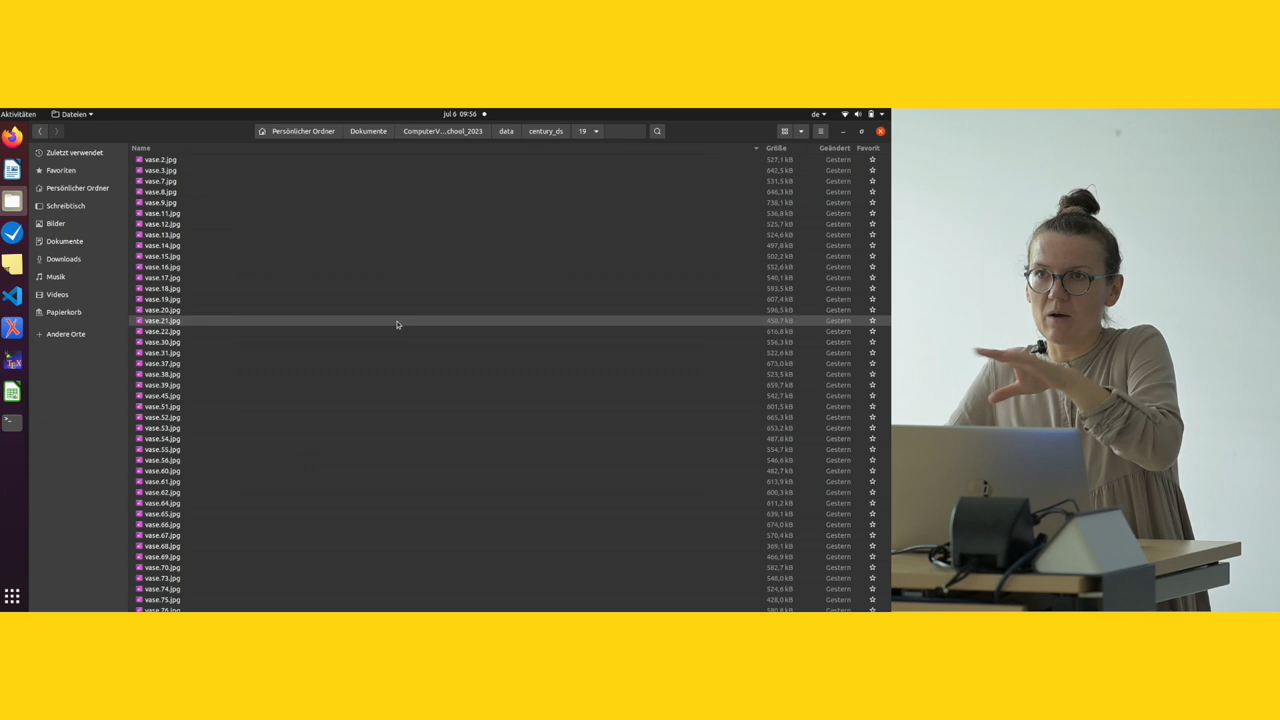 Aktivitäten Dateien jul 6 09:56 de
Persönlicher Ordner Dokumente ComputerV…chool_2023 data century_ds 19
Zuletzt verwendet
Favoriten
Persönlicher Ordner
Schreibtisch
Bilder
Dokumente
Downloads
Musik
Videos
Papierkorb
Andere Orte
Name Größe Geändert Favorit
vase.2.jpg 527,1 kB Gestern
vase.3.jpg 642,5 kB Gestern
vase.7.jpg 531,5 kB Gestern
vase.8.jpg 646,3 kB Gestern
vase.9.jpg 738,1 kB Gestern
vase.11.jpg 536,8 kB Gestern
vase.12.jpg 525,7 kB Gestern
vase.13.jpg 524,6 kB Gestern
vase.14.jpg 497,8 kB Gestern
vase.15.jpg 502,2 kB Gestern
vase.16.jpg 552,6 kB Gestern
vase.17.jpg 540,1 kB Gestern
vase.18.jpg 593,5 kB Gestern
vase.19.jpg 607,4 kB Gestern
vase.20.jpg 596,5 kB Gestern
vase.21.jpg 450,7 kB Gestern
vase.22.jpg 616,8 kB Gestern
vase.30.jpg 556,3 kB Gestern
vase.31.jpg 522,6 kB Gestern
vase.37.jpg 673,0 kB Gestern
vase.38.jpg 523,5 kB Gestern
vase.39.jpg 659,7 kB Gestern
vase.45.jpg 542,7 kB Gestern
vase.51.jpg 601,5 kB Gestern
vase.52.jpg 665,3 kB Gestern
vase.53.jpg 653,2 kB Gestern
vase.54.jpg 487,8 kB Gestern
vase.55.jpg 554,7 kB Gestern
vase.56.jpg 546,6 kB Gestern
vase.60.jpg 482,7 kB Gestern
vase.61.jpg 613,9 kB Gestern
vase.62.jpg 600,3 kB Gestern
vase.64.jpg 611,2 kB Gestern
vase.65.jpg 639,1 kB Gestern
vase.66.jpg 674,0 kB Gestern
vase.67.jpg 570,4 kB Gestern
vase.68.jpg 369,1 kB Gestern
vase.69.jpg 466,9 kB Gestern
vase.70.jpg 582,7 kB Gestern
vase.73.jpg 548,0 kB Gestern
vase.74.jpg 524,6 kB Gestern
vase.75.jpg 428,0 kB Gestern
vase.76.jpg 580,8 kB Gestern